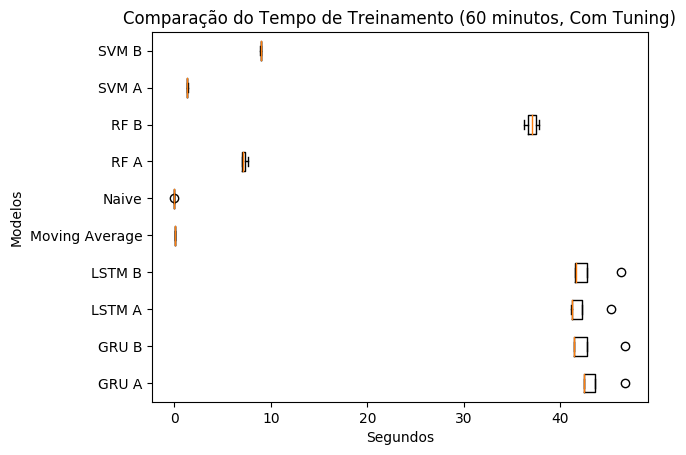 Comparação do Tempo de Treinamento (60 minutos, Com Tuning)
SVM B
SVM A
RF B
RF A
Naive
Moving Average
LSTM B
LSTM A
GRU B
GRU A
Modelos
0 10 20 30 40
Segundos